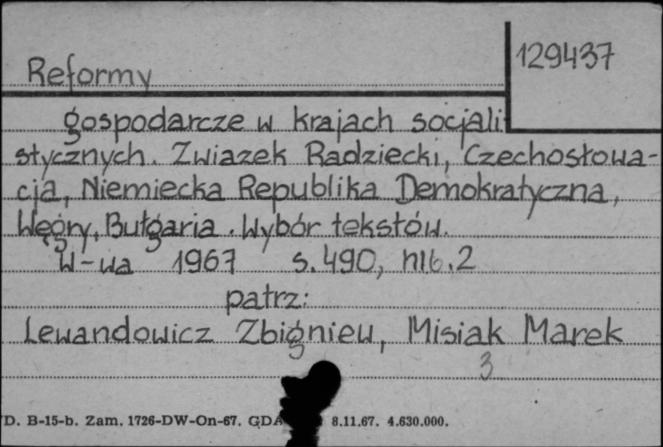 129437
Reformy
gospodarcze w krajach socjali
stycznych. Związek Radziecki, Czechosłowa-
cja, Niemiecka Republika Demokratyczna,
Węgry, Bułgaria. Wybór tekstów.
W-wa 1967 s. 490, nlb. 2
patrz:
Lewandowicz Zbigniew, Misiak Marek
3
D. B-15-b. Zam. 1726-DW-On-67. GDA 8.11.67. 4.630.000.